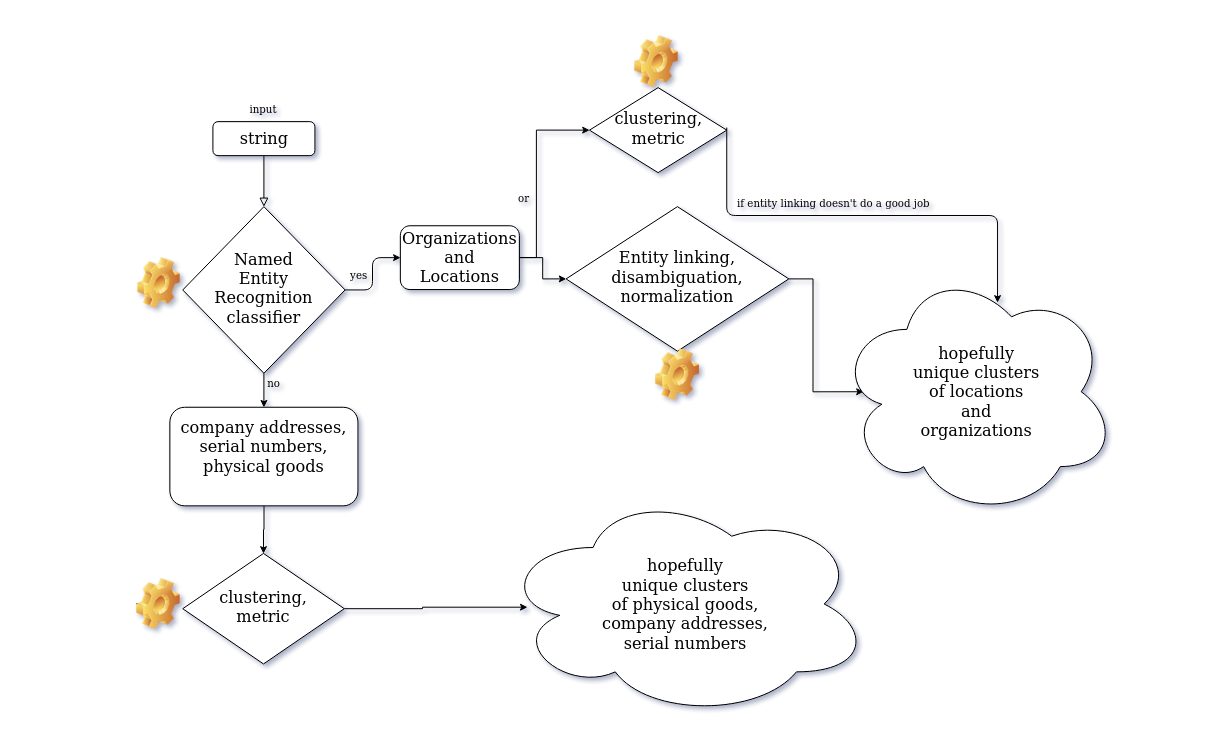 input
string
Named
Entity
Recognition
classifier
yes
no
Organizations
and
Locations
or
clustering,
metric
if entity linking doesn't do a good job
Entity linking,
disambiguation,
normalization
hopefully
unique clusters
of locations
and
organizations
company addresses,
serial numbers,
physical goods
clustering,
metric
hopefully
unique clusters
of physical goods,
company addresses,
serial numbers